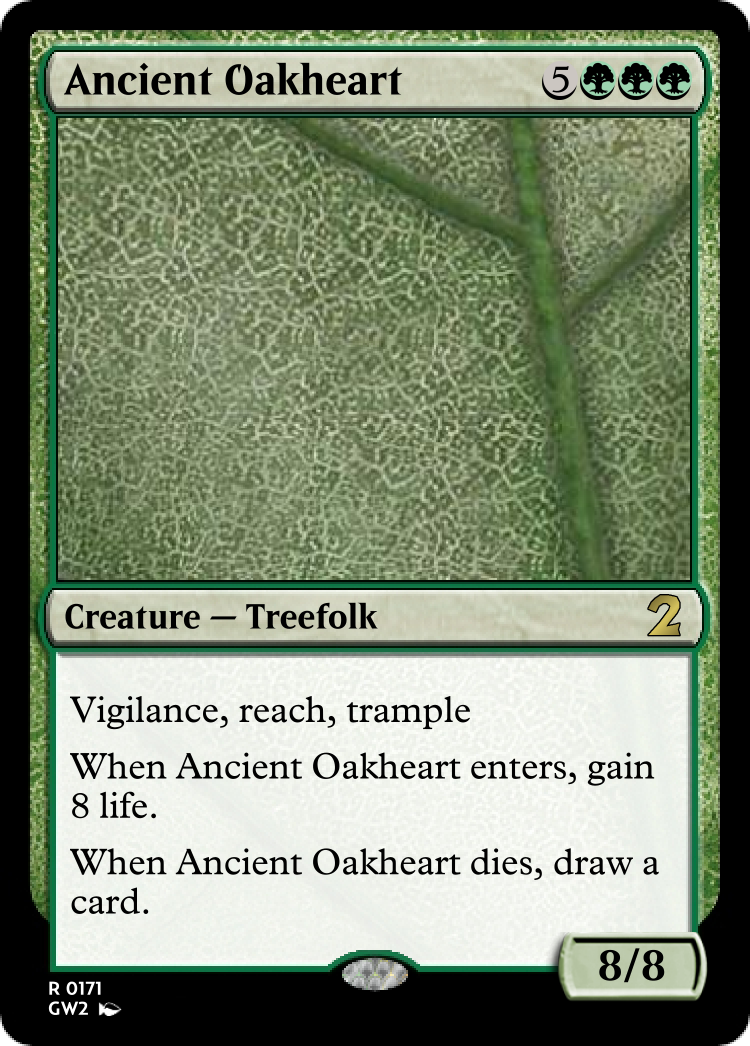 Ancient Oakheart 5
Creature — Treefolk 2
Vigilance, reach, trample
When Ancient Oakheart enters, gain
8 life.
When Ancient Oakheart dies, draw a
card.
8/8
R 0171
GW2